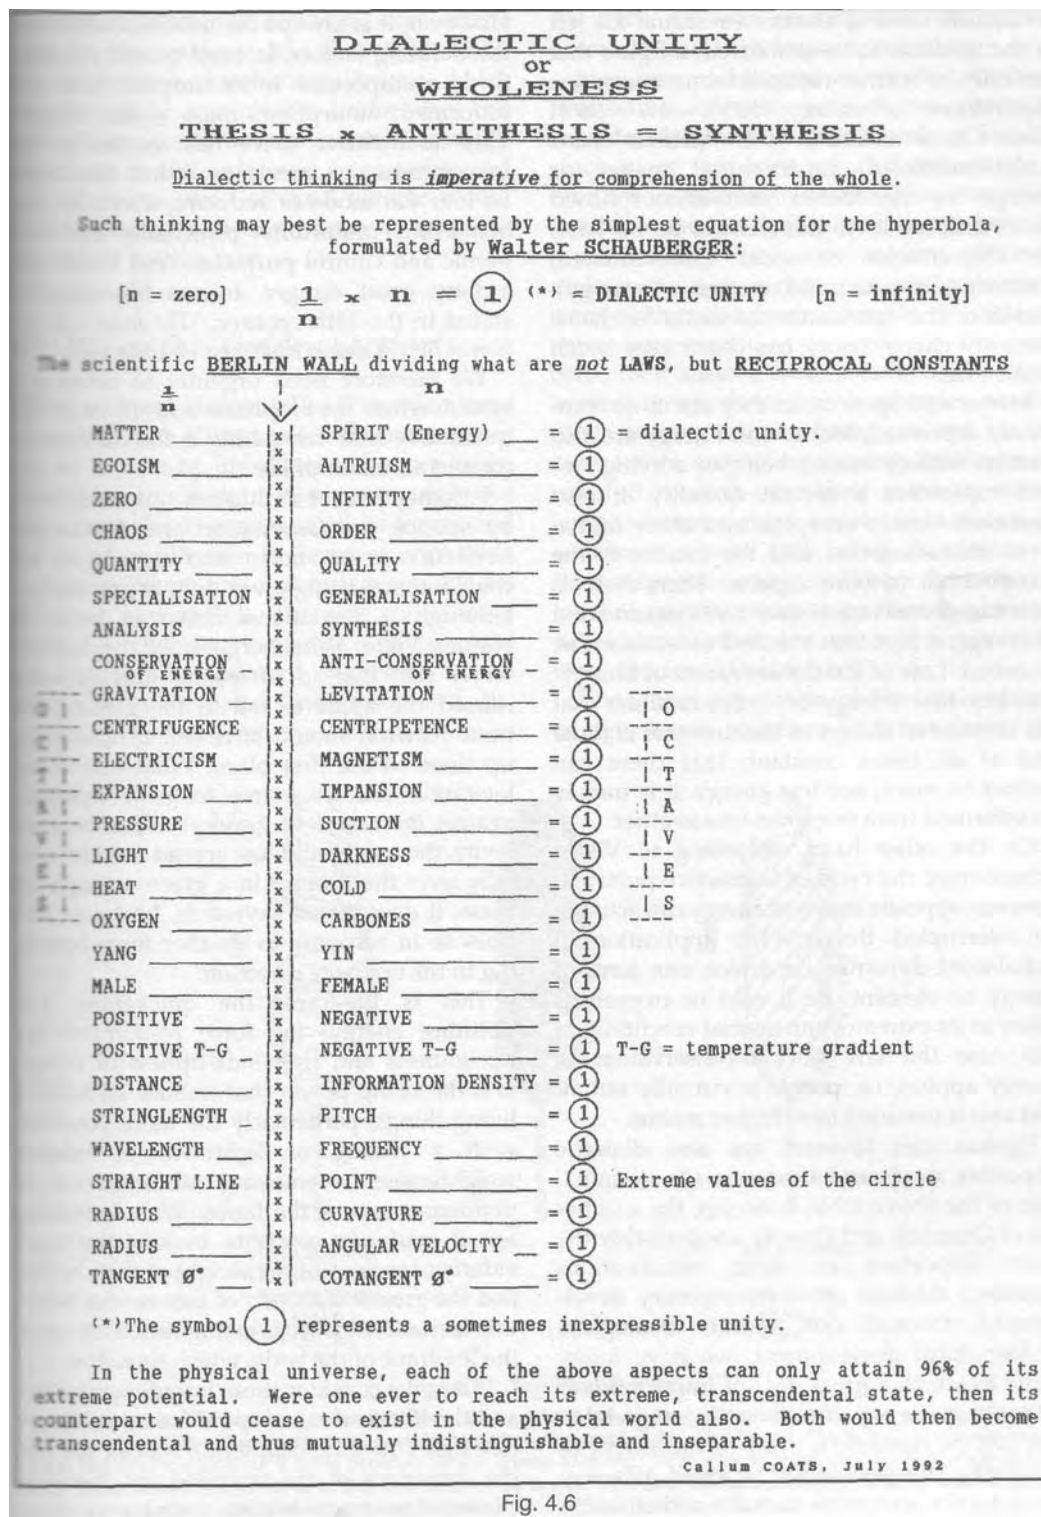 DIALECTIC UNITY
or
WHOLENESS
THESIS x ANTITHESIS = SYNTHESIS
Dialectic thinking is imperative for comprehension of the whole.
Such thinking may best be represented by the simplest equation for the hyperbola,
formulated by Walter SCHAUBERGER:
[n = zero] 1/n x n = 1 (*) = DIALECTIC UNITY [n = infinity]
The scientific BERLIN WALL dividing what are not LAWS, but RECIPROCAL CONSTANTS
1/n n
MATTER x SPIRIT (Energy) = 1 = dialectic unity.
EGOISM x ALTRUISM = 1
ZERO x INFINITY = 1
CHAOS x ORDER = 1
QUANTITY x QUALITY = 1
SPECIALISATION x GENERALISATION = 1
ANALYSIS x SYNTHESIS = 1
CONSERVATION OF ENERGY x ANTI-CONSERVATION OF ENERGY = 1
GRAVITATION x LEVITATION = 1
CENTRIFUGENCE x CENTRIPETENCE = 1
ELECTRICISM x MAGNETISM = 1
EXPANSION x IMPANSION = 1
PRESSURE x SUCTION = 1
LIGHT x DARKNESS = 1
HEAT x COLD = 1
OXYGEN x CARBONES = 1
YANG x YIN = 1
MALE x FEMALE = 1
POSITIVE x NEGATIVE = 1
POSITIVE T-G x NEGATIVE T-G = 1 T-G = temperature gradient
DISTANCE x INFORMATION DENSITY = 1
STRINGLENGTH x PITCH = 1
WAVELENGTH x FREQUENCY = 1
STRAIGHT LINE x POINT = 1 Extreme values of the circle
RADIUS x CURVATURE = 1
RADIUS x ANGULAR VELOCITY = 1
TANGENT Ø° x COTANGENT Ø° = 1
OCTAVES
OCTAVES
(*) The symbol 1 represents a sometimes inexpressible unity.
In the physical universe, each of the above aspects can only attain 96% of its
extreme potential. Were one ever to reach its extreme, transcendental state, then its
counterpart would cease to exist in the physical world also. Both would then become
transcendental and thus mutually indistinguishable and inseparable.
Callum COATS, July 1992
Fig. 4.6